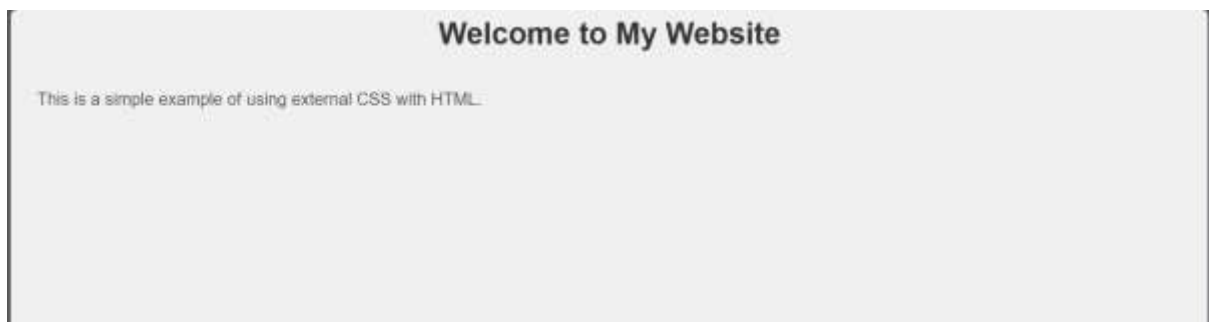 Welcome to My Website
This is a simple example of using external CSS with HTML.